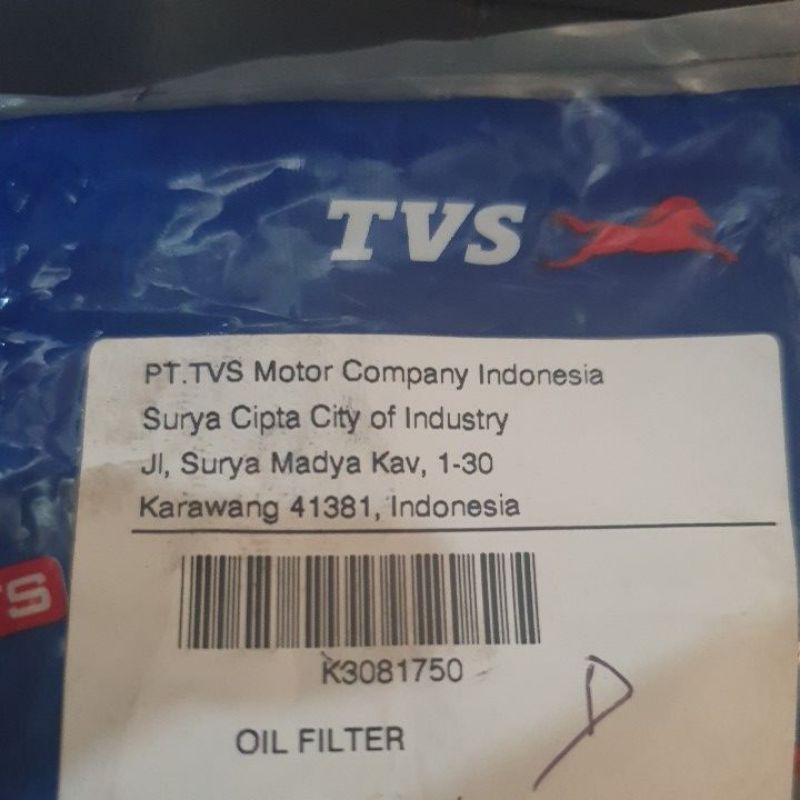 TVS
PT.TVS Motor Company Indonesia
Surya Cipta City of Industry
Jl, Surya Madya Kav, 1-30
Karawang 41381, Indonesia
S
K3081750
OIL FILTER